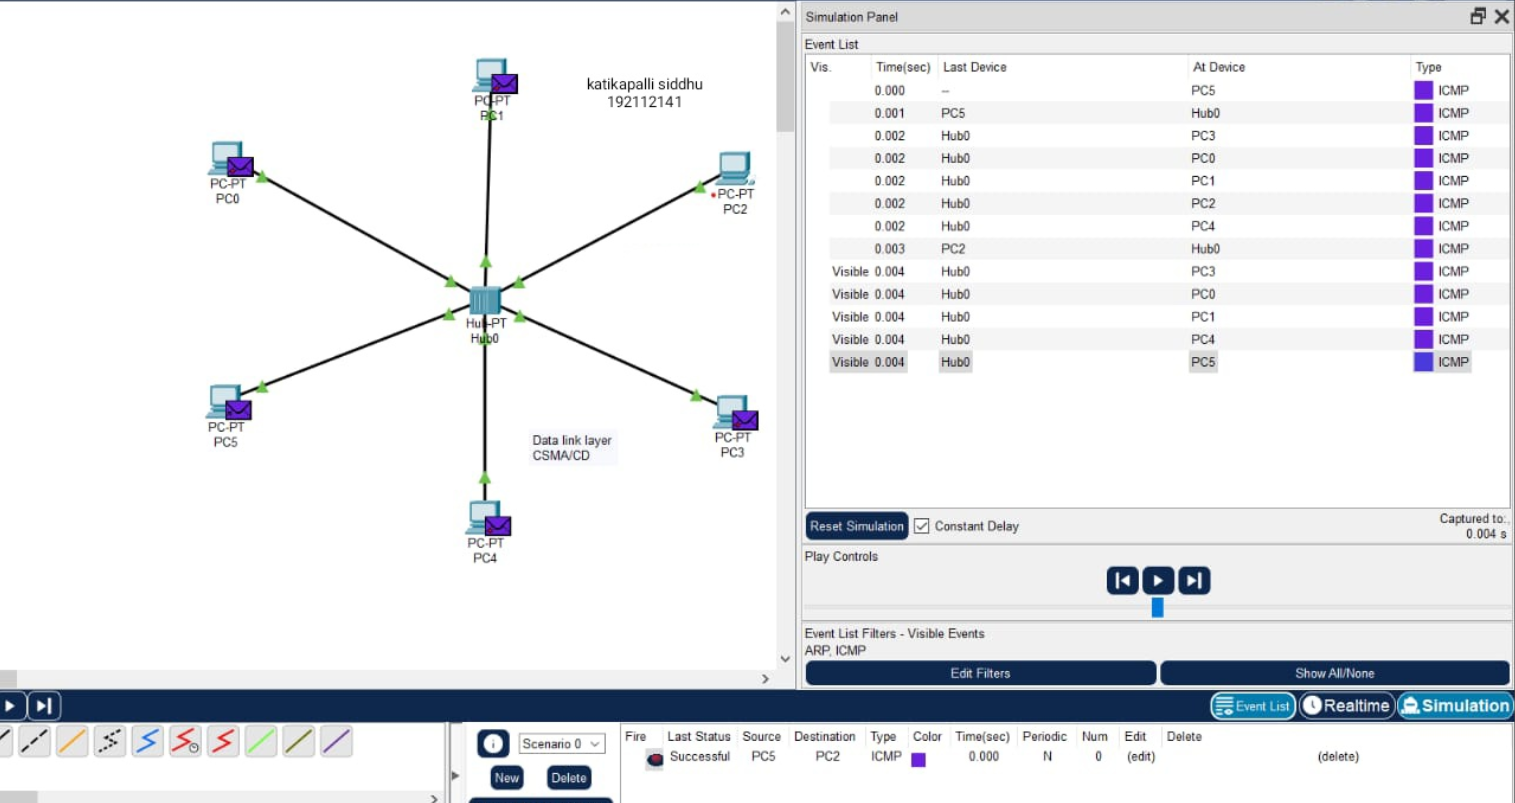 Simulation Panel
Event List
Vis. Time(sec) Last Device At Device Type
0.000 -- PC5 ICMP
0.001 PC5 Hub0 ICMP
0.002 Hub0 PC3 ICMP
0.002 Hub0 PC0 ICMP
0.002 Hub0 PC1 ICMP
0.002 Hub0 PC2 ICMP
0.002 Hub0 PC4 ICMP
0.003 PC2 Hub0 ICMP
Visible 0.004 Hub0 PC3 ICMP
Visible 0.004 Hub0 PC0 ICMP
Visible 0.004 Hub0 PC1 ICMP
Visible 0.004 Hub0 PC4 ICMP
Visible 0.004 Hub0 PC5 ICMP
Reset Simulation Constant Delay
Captured to:
0.004 s
Play Controls
Event List Filters - Visible Events
ARP, ICMP
Edit Filters Show All/None
katikapalli siddhu
192112141
PC-PT
PC1
PC-PT
PC0
PC-PT
PC2
Hub-PT
Hub0
PC-PT
PC5
PC-PT
PC3
Data link layer
CSMA/CD
PC-PT
PC4
Event List Realtime Simulation
Scenario 0
New Delete
Fire Last Status Source Destination Type Color Time(sec) Periodic Num Edit Delete
Successful PC5 PC2 ICMP 0.000 N 0 (edit) (delete)